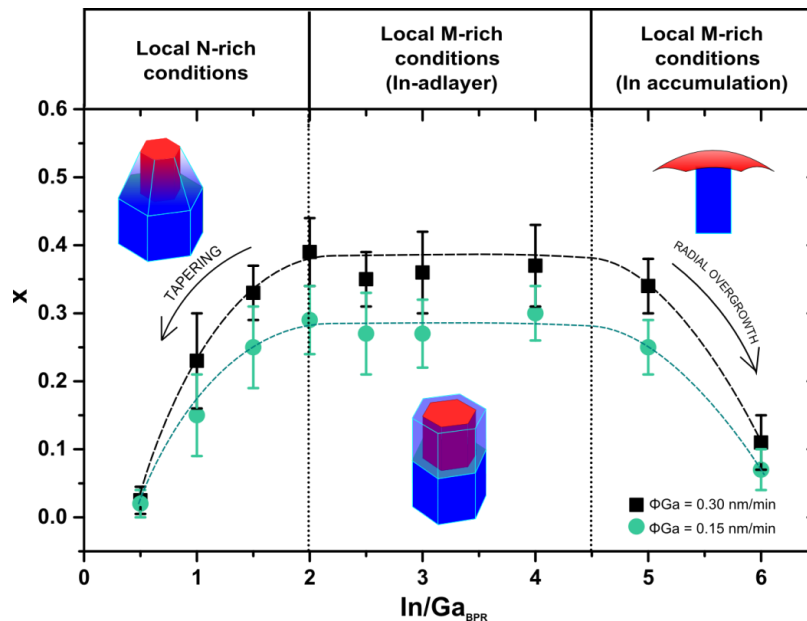 Local N-rich
conditions
Local M-rich
conditions
(In-adlayer)
Local M-rich
conditions
(In accumulation)
0.6
0.5
0.4
0.3
0.2
0.1
0.0
x
TAPERING
RADIAL OVERGROWTH
ΦGa = 0.30 nm/min
ΦGa = 0.15 nm/min
0 1 2 3 4 5 6
In/Ga BPR